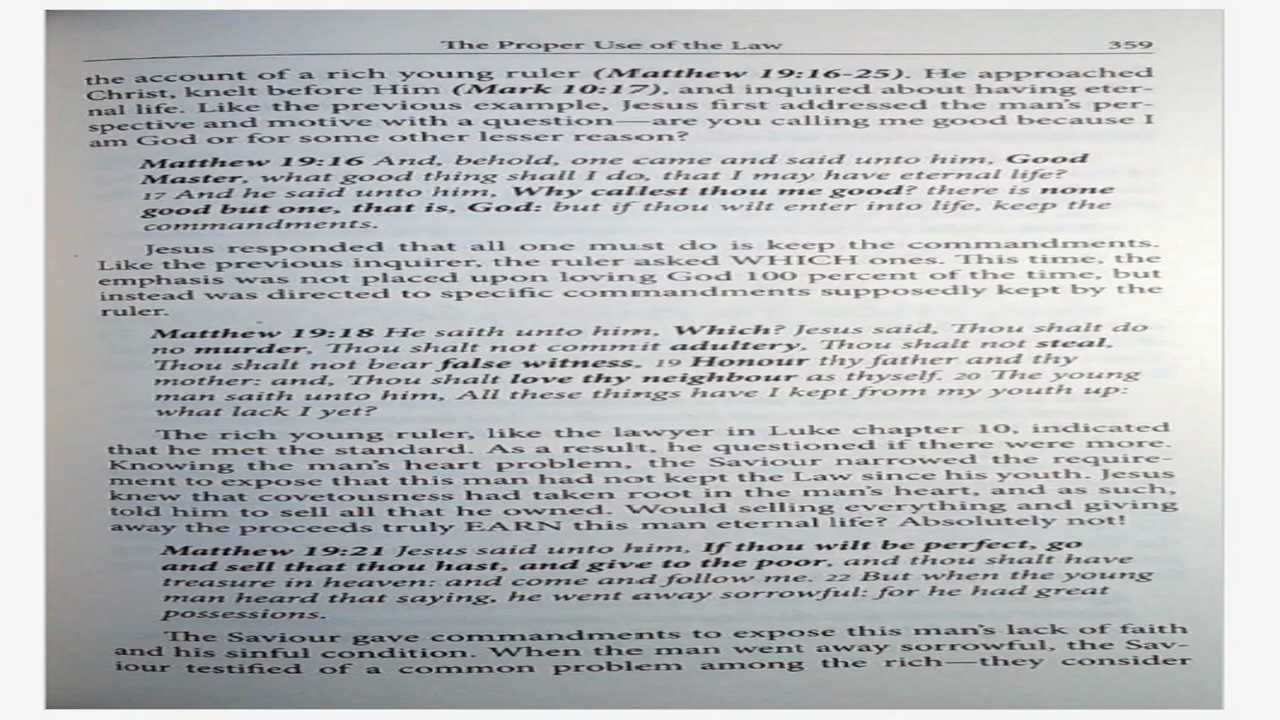 The Proper Use of the Law 359
the account of a rich young ruler (Matthew 19:16-25). He approached
Christ, knelt before Him (Mark 10:17), and inquired about having eter-
nal life. Like the previous example, Jesus first addressed the man's per-
spective and motive with a question—are you calling me good because I
am God or for some other lesser reason?
Matthew 19:16 And, behold, one came and said unto him, Good
Master, what good thing shall I do, that I may have eternal life?
17 And he said unto him, Why callest thou me good? there is none
good but one, that is, God: but if thou wilt enter into life, keep the
commandments.
Jesus responded that all one must do is keep the commandments.
Like the previous inquirer, the ruler asked WHICH ones. This time, the
emphasis was not placed upon loving God 100 percent of the time, but
instead was directed to specific commandments supposedly kept by the
ruler.
Matthew 19:18 He saith unto him, Which? Jesus said, Thou shalt do
no murder, Thou shalt not commit adultery, Thou shalt not steal,
Thou shalt not bear false witness, 19 Honour thy father and thy
mother: and, Thou shalt love thy neighbour as thyself. 20 The young
man saith unto him, All these things have I kept from my youth up:
what lack I yet?
The rich young ruler, like the lawyer in Luke chapter 10, indicated
that he met the standard. As a result, he questioned if there were more.
Knowing the man's heart problem, the Saviour narrowed the require-
ment to expose that this man had not kept the Law since his youth. Jesus
knew that covetousness had taken root in the man's heart, and as such,
told him to sell all that he owned. Would selling everything and giving
away the proceeds truly EARN this man eternal life? Absolutely not!
Matthew 19:21 Jesus said unto him, If thou wilt be perfect, go
and sell that thou hast, and give to the poor, and thou shalt have
treasure in heaven: and come and follow me. 22 But when the young
man heard that saying, he went away sorrowful: for he had great
possessions.
The Saviour gave commandments to expose this man's lack of faith
and his sinful condition. When the man went away sorrowful, the Sav-
iour testified of a common problem among the rich—they consider